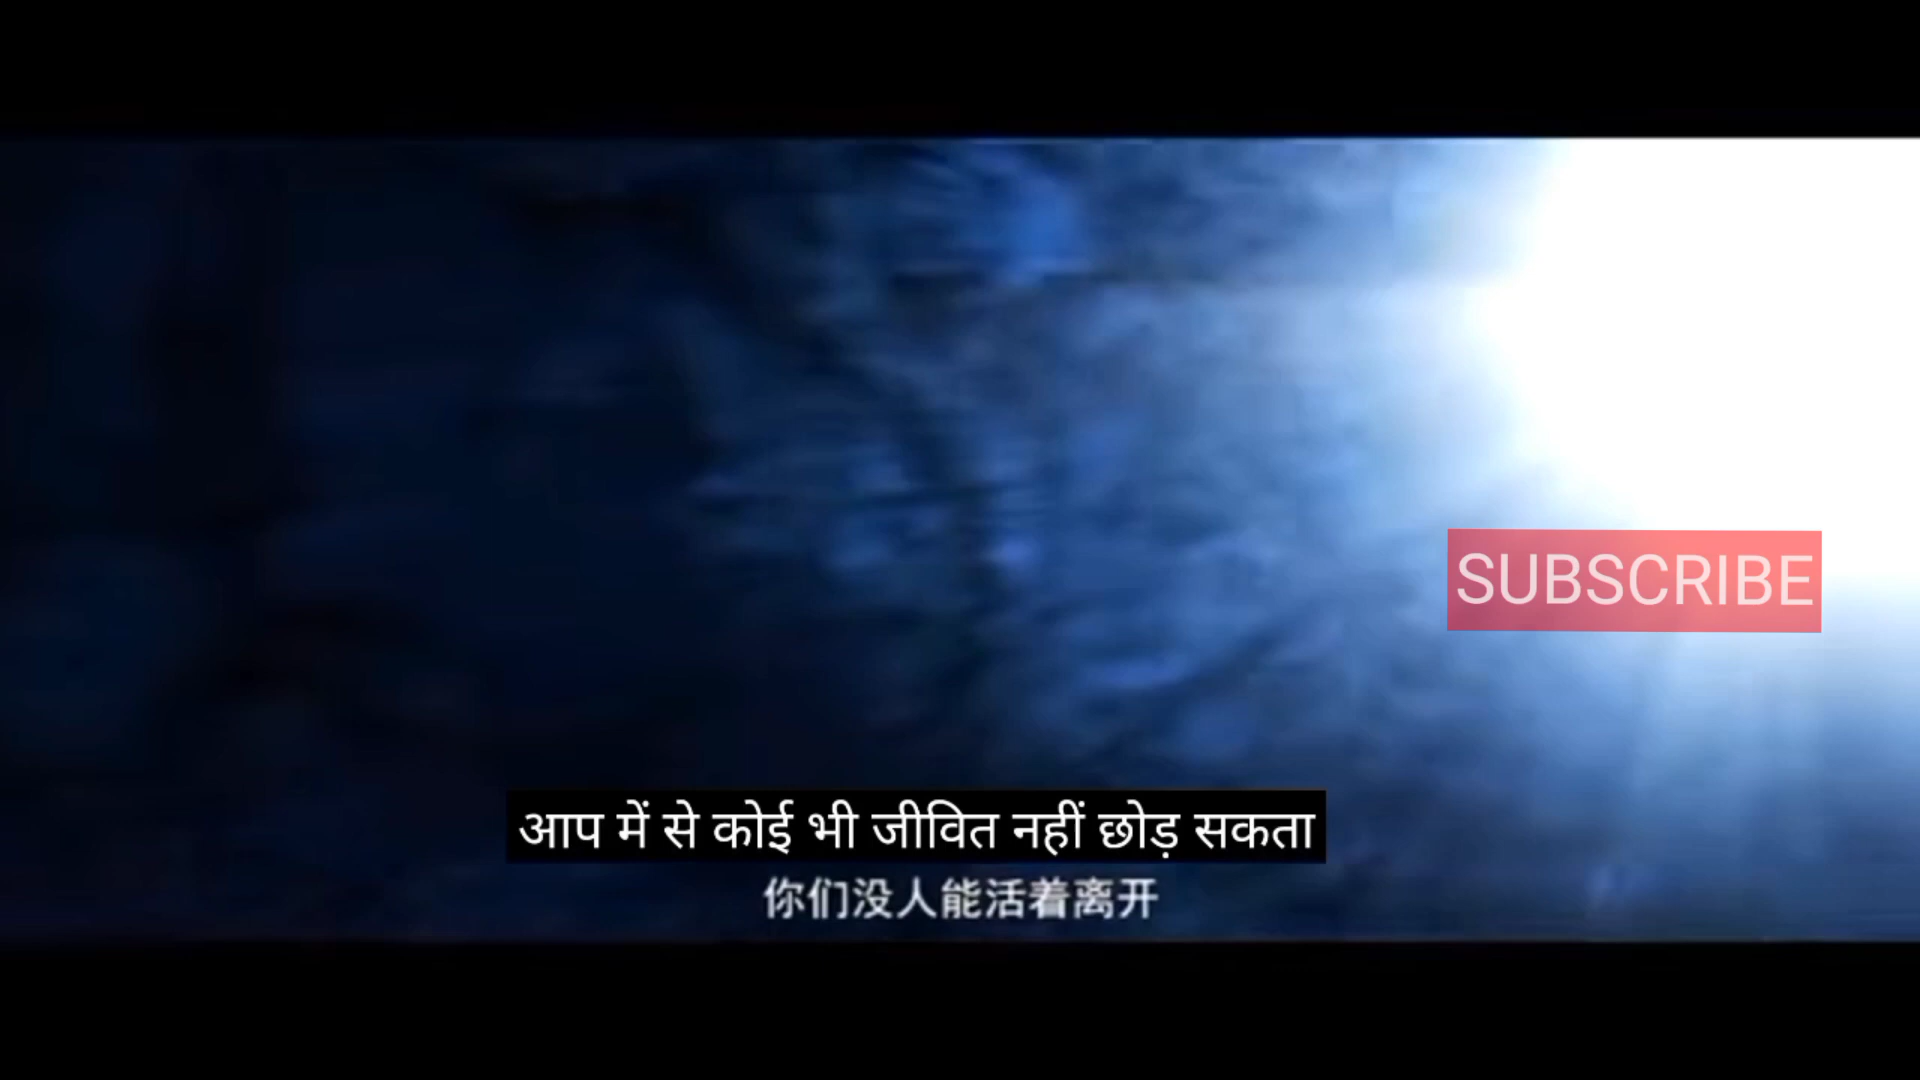 SUBSCRIBE
आप में से कोई भी जीवित नहीं छोड़ सकता
你们没人能活着离开